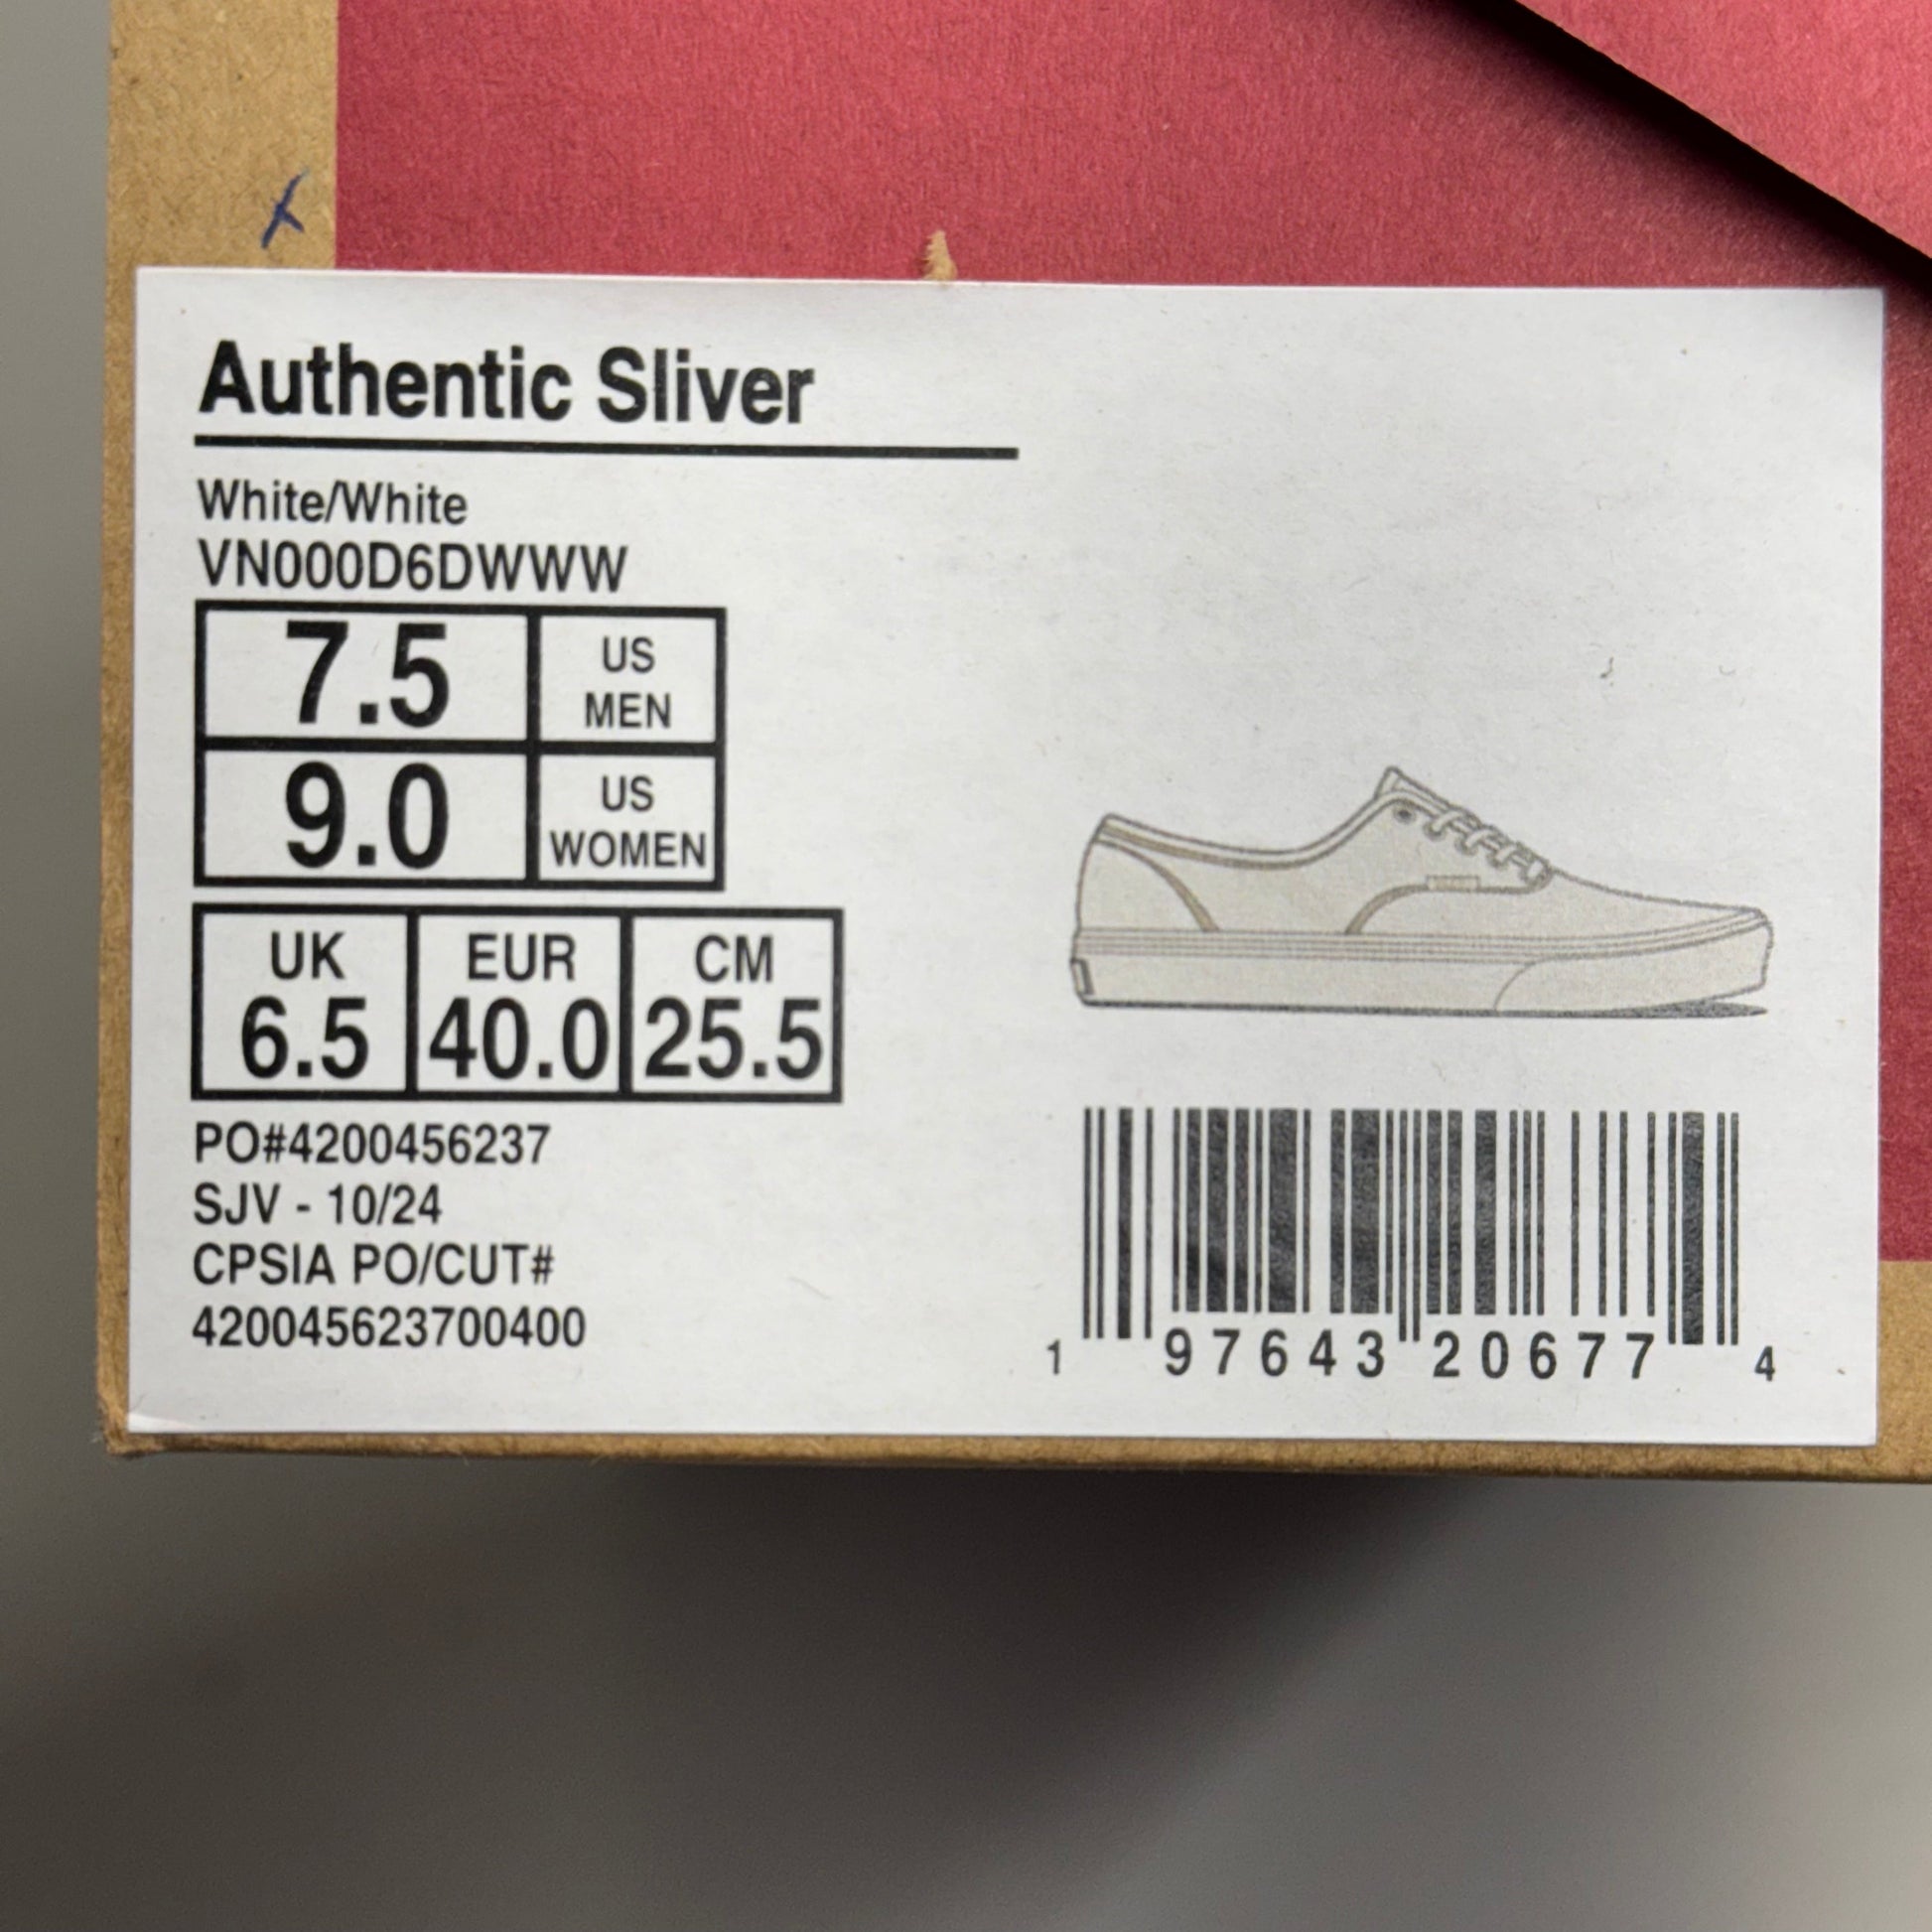 Authentic Sliver
White/White
VN000D6DWWW
7.5 US MEN
9.0 US WOMEN
UK EUR CM
6.5 40.0 25.5
PO#4200456237
SJV - 10/24
CPSIA PO/CUT#
420045623700400
1 97643 20677 4